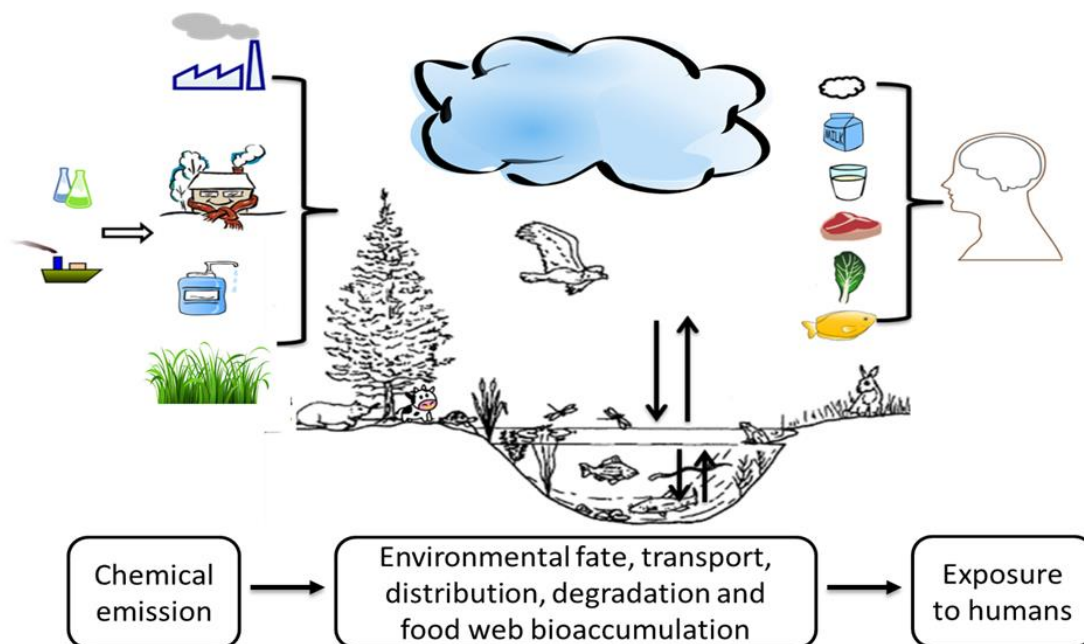 MILK
Chemical
emission
Environmental fate, transport,
distribution, degradation and
food web bioaccumulation
Exposure
to humans